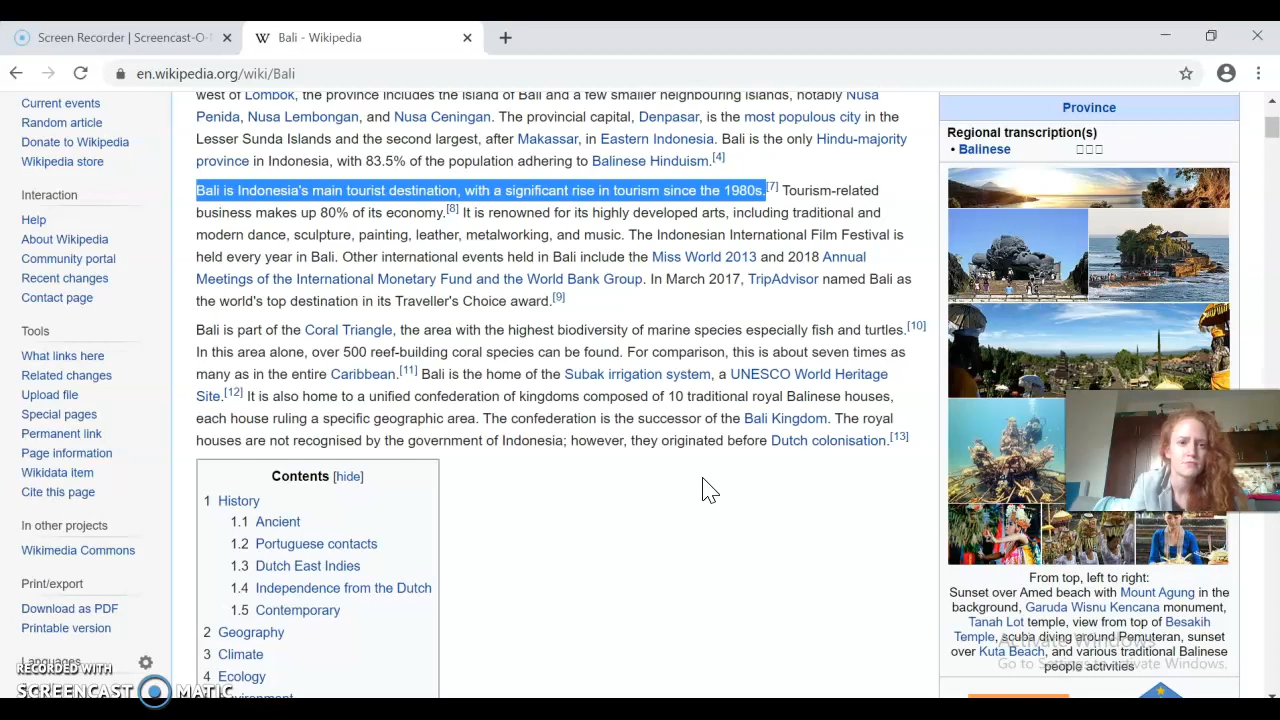 Screen Recorder | Screencast-O-
Bali - Wikipedia
en.wikipedia.org/wiki/Bali
Current events
Random article
Donate to Wikipedia
Wikipedia store
Interaction
Help
About Wikipedia
Community portal
Recent changes
Contact page
Tools
What links here
Related changes
Upload file
Special pages
Permanent link
Page information
Wikidata item
Cite this page
In other projects
Wikimedia Commons
Print/export
Download as PDF
Printable version
Languages
RECORDED WITH
SCREENCAST MATIC
west of Lombok, the province includes the island of Bali and a few smaller neighbouring islands, notably Nusa
Penida, Nusa Lembongan, and Nusa Ceningan. The provincial capital, Denpasar, is the most populous city in the
Lesser Sunda Islands and the second largest, after Makassar, in Eastern Indonesia. Bali is the only Hindu-majority
province in Indonesia, with 83.5% of the population adhering to Balinese Hinduism.[4]
Bali is Indonesia's main tourist destination, with a significant rise in tourism since the 1980s.[7] Tourism-related
business makes up 80% of its economy.[8] It is renowned for its highly developed arts, including traditional and
modern dance, sculpture, painting, leather, metalworking, and music. The Indonesian International Film Festival is
held every year in Bali. Other international events held in Bali include the Miss World 2013 and 2018 Annual
Meetings of the International Monetary Fund and the World Bank Group. In March 2017, TripAdvisor named Bali as
the world's top destination in its Traveller's Choice award.[9]
Bali is part of the Coral Triangle, the area with the highest biodiversity of marine species especially fish and turtles.[10]
In this area alone, over 500 reef-building coral species can be found. For comparison, this is about seven times as
many as in the entire Caribbean.[11] Bali is the home of the Subak irrigation system, a UNESCO World Heritage
Site.[12] It is also home to a unified confederation of kingdoms composed of 10 traditional royal Balinese houses,
each house ruling a specific geographic area. The confederation is the successor of the Bali Kingdom. The royal
houses are not recognised by the government of Indonesia; however, they originated before Dutch colonisation.[13]
Contents [hide]
1 History
1.1 Ancient
1.2 Portuguese contacts
1.3 Dutch East Indies
1.4 Independence from the Dutch
1.5 Contemporary
2 Geography
3 Climate
4 Ecology
Province
Regional transcription(s)
• Balinese
From top, left to right:
Sunset over Amed beach with Mount Agung in the
background, Garuda Wisnu Kencana monument,
Tanah Lot temple, view from top of Besakih
Temple, scuba diving around Pemuteran, sunset
over Kuta Beach, and various traditional Balinese
people activities
Activate Windows
Go to Settings to activate Windows.